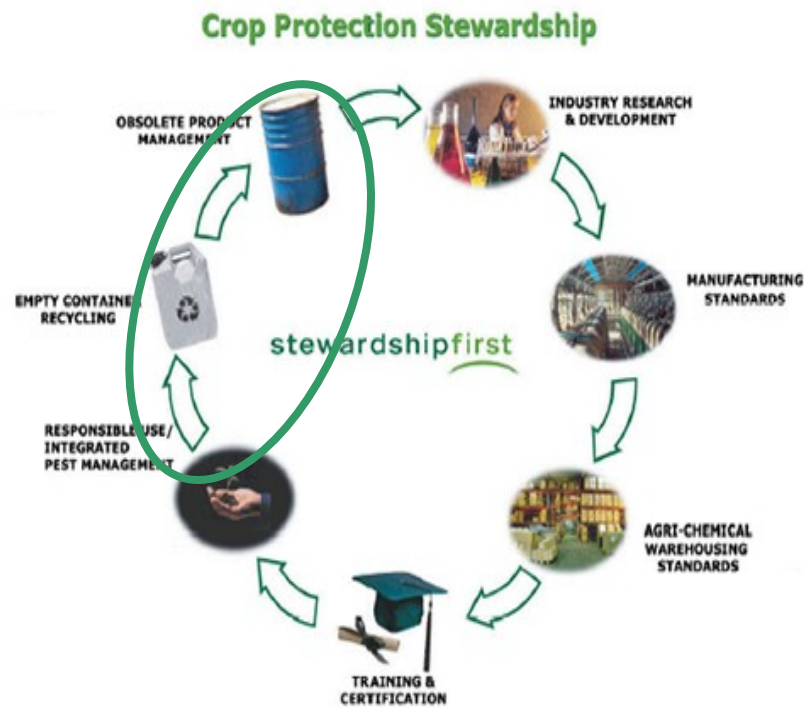 Crop Protection Stewardship
OBSOLETE PRODUCT
MANAGEMENT
INDUSTRY RESEARCH
& DEVELOPMENT
EMPTY CONTAINER
RECYCLING
MANUFACTURING
STANDARDS
stewardshipfirst
RESPONSIBLE USE/
INTEGRATED
PEST MANAGEMENT
AGRI-CHEMICAL
WAREHOUSING
STANDARDS
TRAINING &
CERTIFICATION